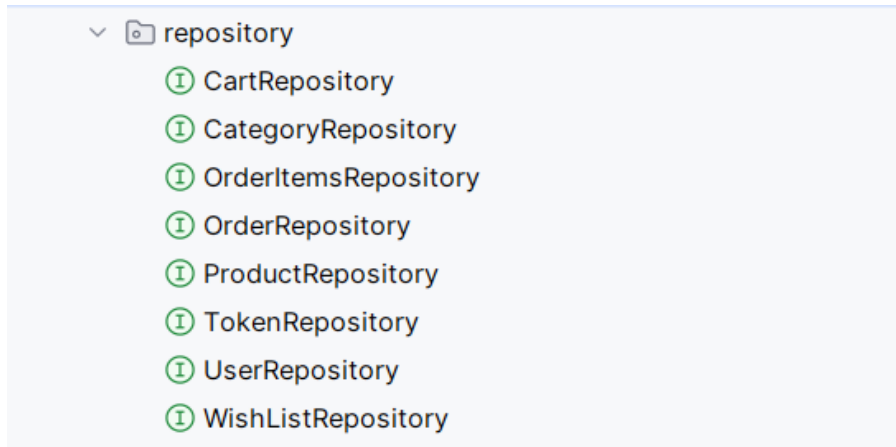 repository
CartRepository
CategoryRepository
OrderItemsRepository
OrderRepository
ProductRepository
TokenRepository
UserRepository
WishListRepository